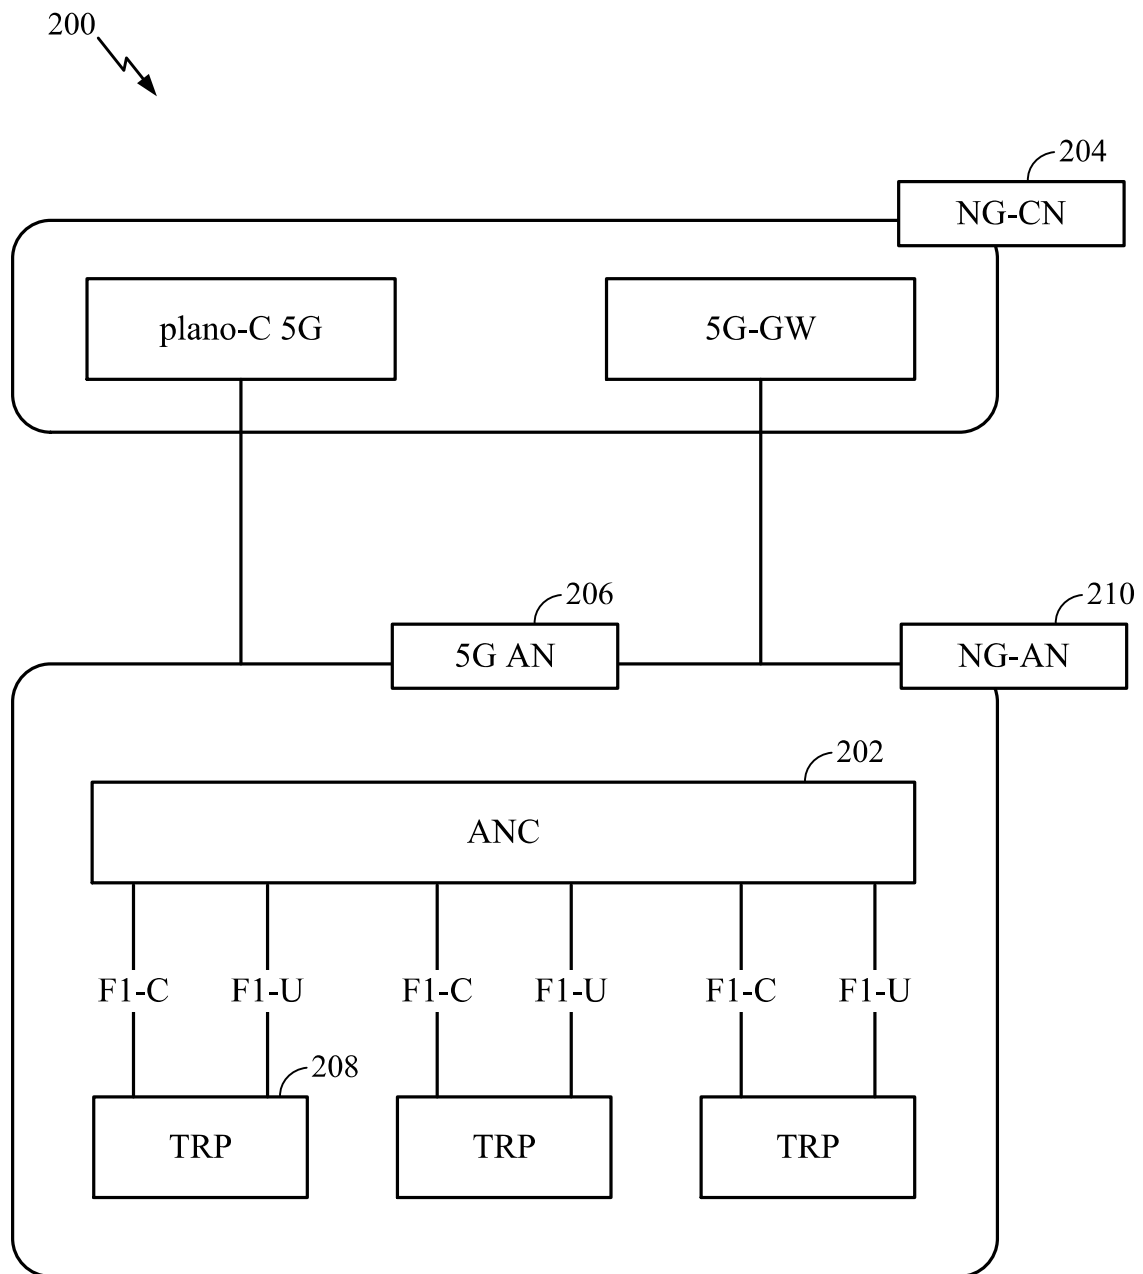 200
204
NG-CN
plano-C 5G
5G-GW
206
210
5G AN
NG-AN
202
ANC
F1-C
F1-U
F1-C
F1-U
F1-C
F1-U
208
TRP
TRP
TRP